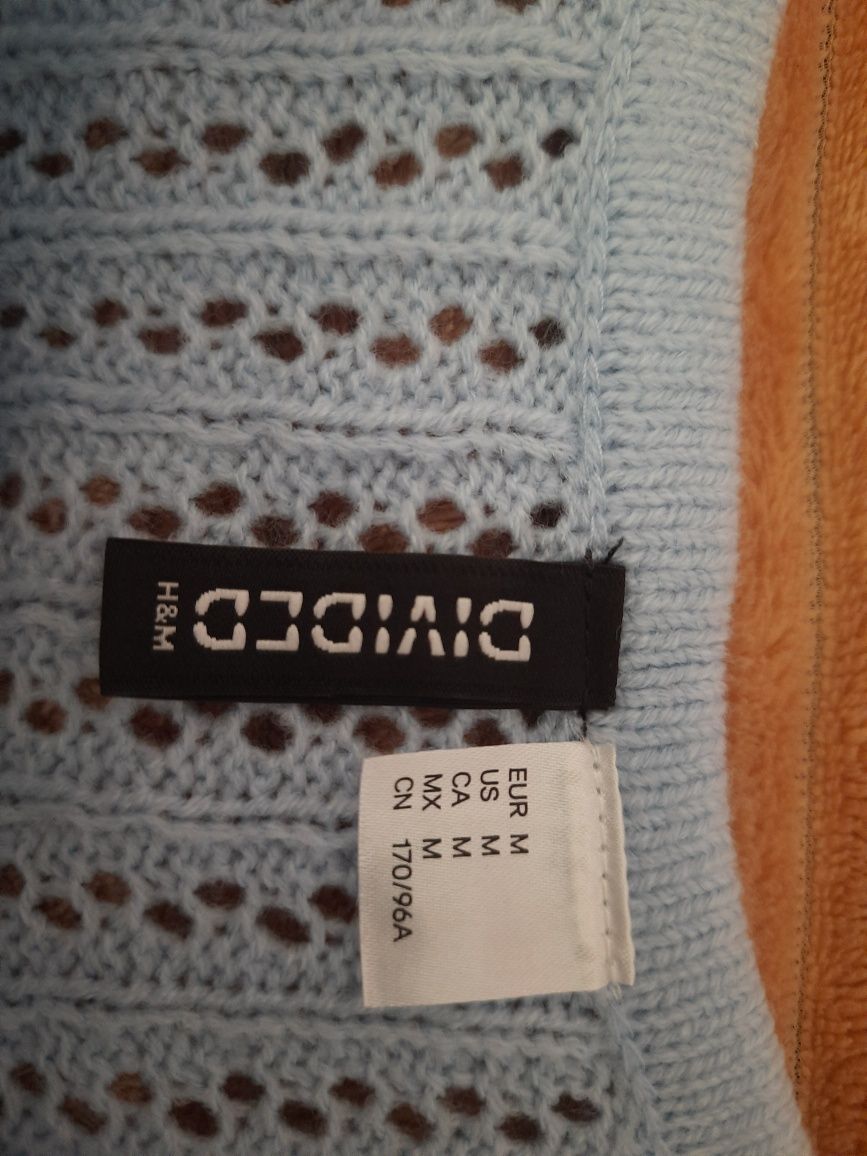 DIVIDED
H&M
EUR M
US M
CA M
MX M
CN 170/96A